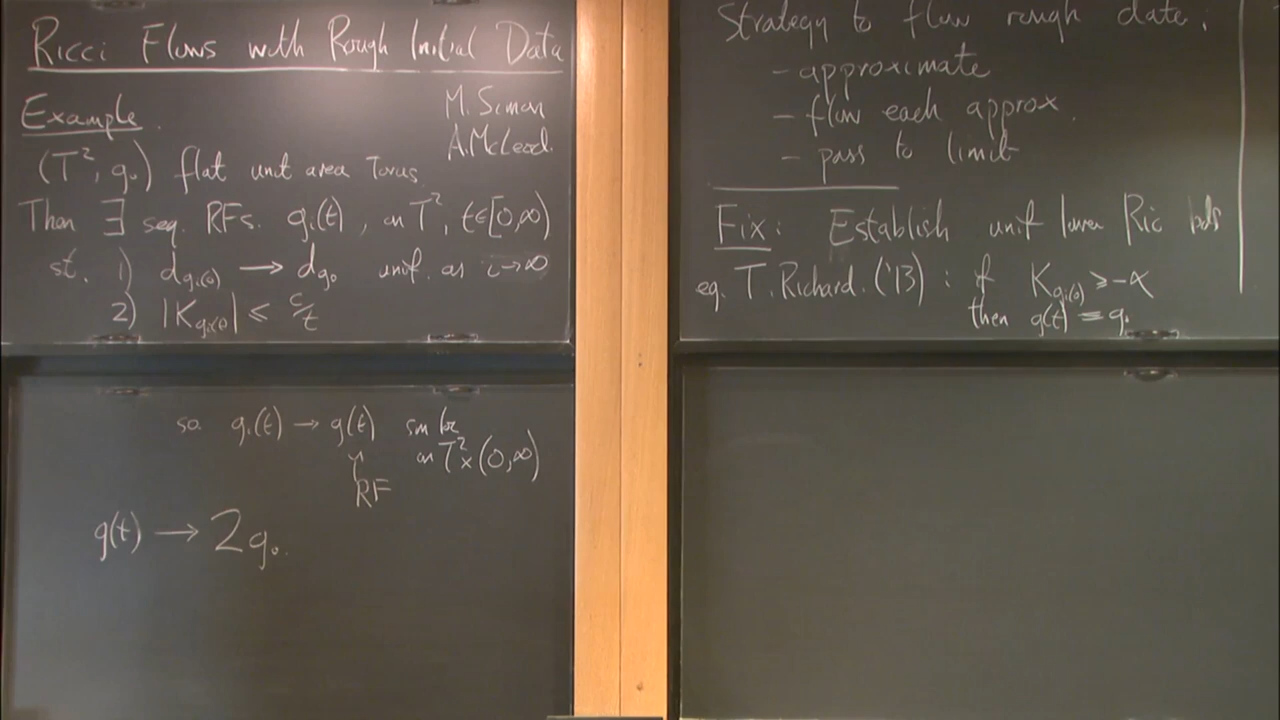 Ricci Flows with Rough Initial Data
Example.
M. Simon
A. McLeod.
(T², g₀) flat unit area Torus
Then ∃ seq. RFs. gᵢ(t), on T², t∈[0,∞)
st. 1) d_{gᵢ(0)} → d_{g₀} unif. as i→∞
2) |K_{gᵢ(t)}| ≤ c/t
so. gᵢ(t) → g(t) sm loc
on T²×(0,∞)
RF
g(t) → 2g₀.
Strategy to flow rough data:
- approximate
- flow each approx.
- pass to limit
Fix: Establish unif lower Ric bds
eg. T. Richard. ('13) : if K_{gᵢ(0)} ≥ -α
then g(t) ≡ g₀